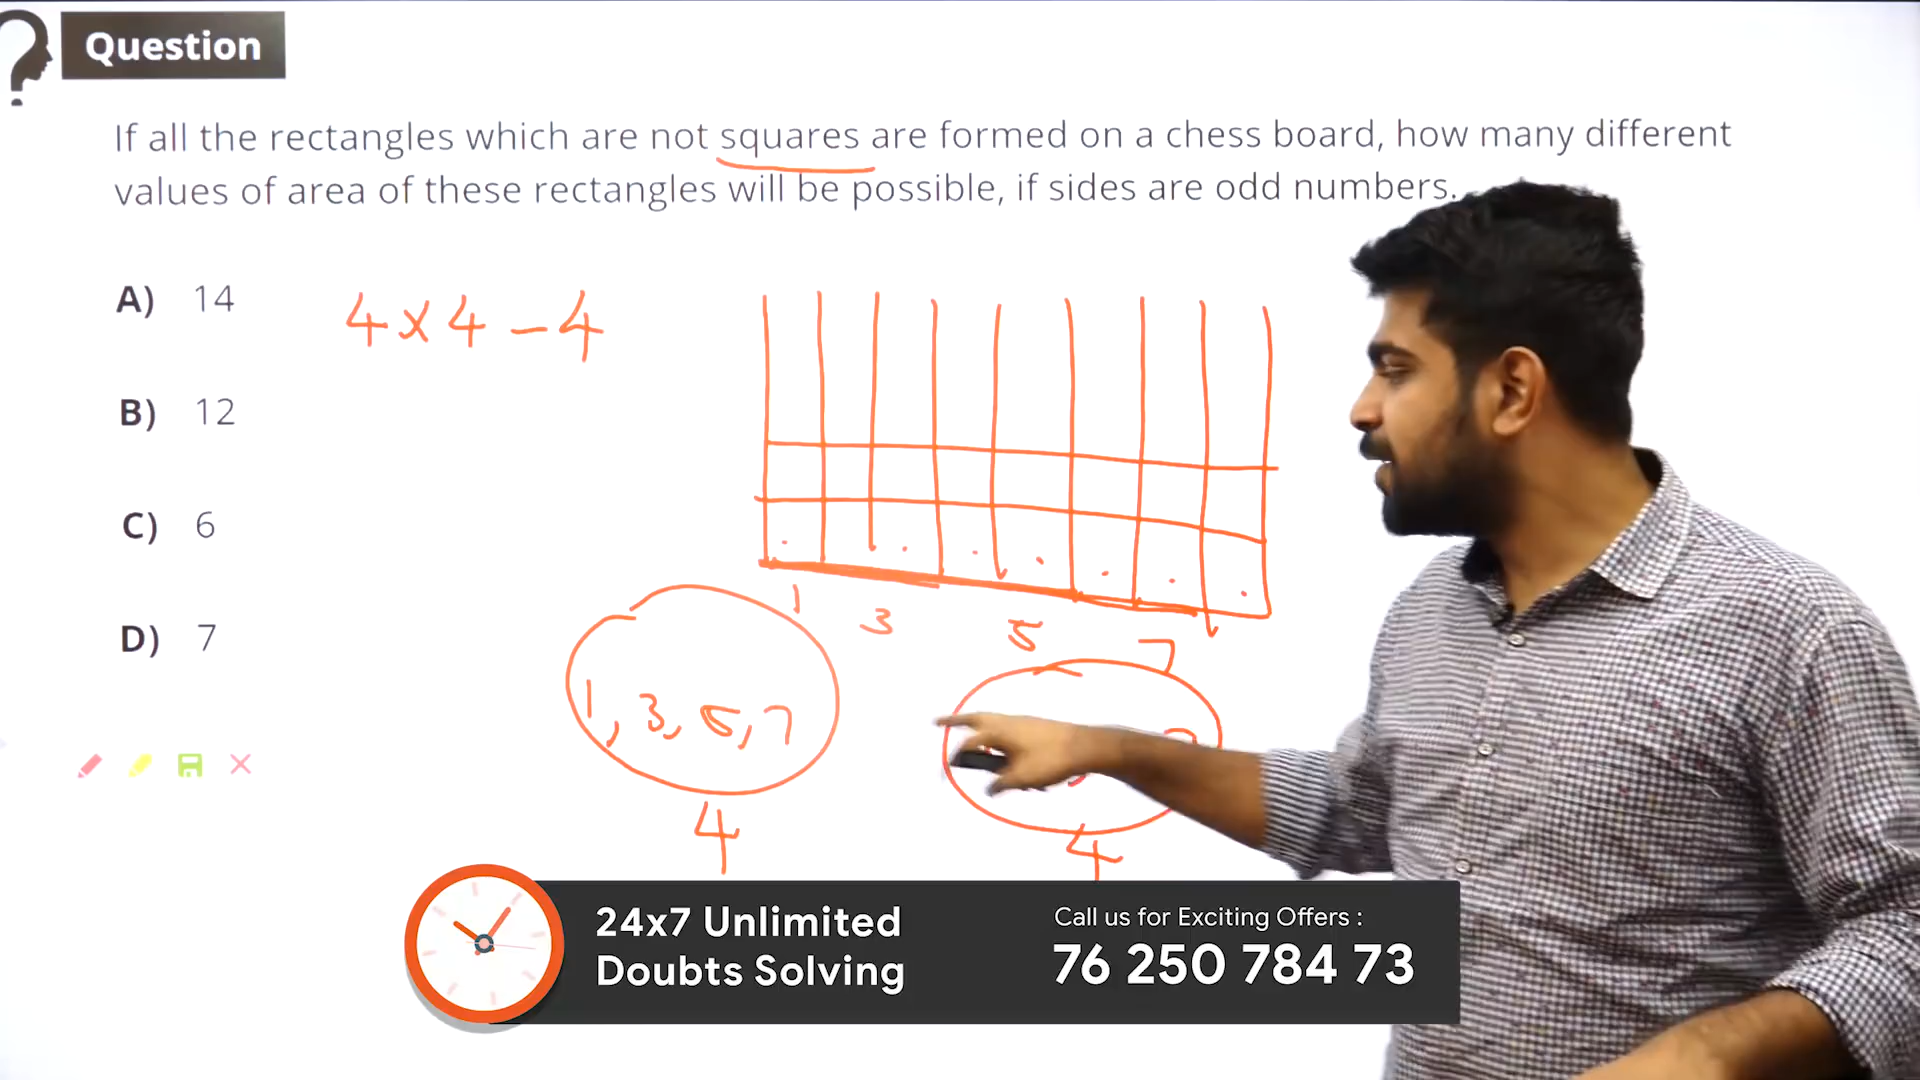 Question
If all the rectangles which are not squares are formed on a chess board, how many different
values of area of these rectangles will be possible, if sides are odd numbers.
A) 14
4 × 4 – 4
B) 12
C) 6
D) 7
1 3 5 7
1, 3, 5, 7
4 4
24x7 Unlimited
Doubts Solving
Call us for Exciting Offers :
76 250 784 73